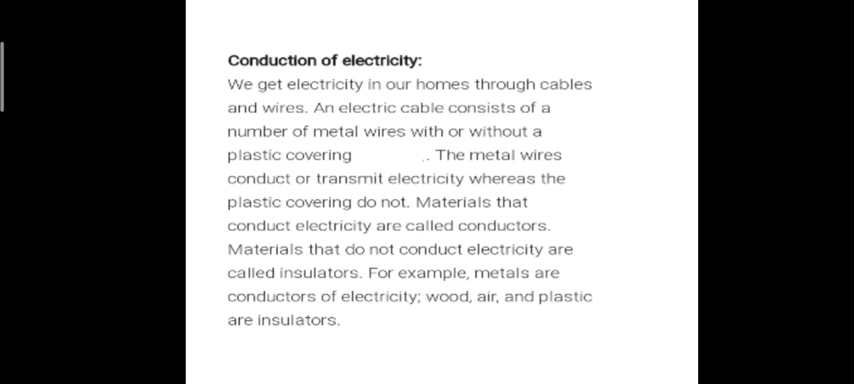 Conduction of electricity:
We get electricity in our homes through cables
and wires. An electric cable consists of a
number of metal wires with or without a
plastic covering .. The metal wires
conduct or transmit electricity whereas the
plastic covering do not. Materials that
conduct electricity are called conductors.
Materials that do not conduct electricity are
called insulators. For example, metals are
conductors of electricity; wood, air, and plastic
are insulators.